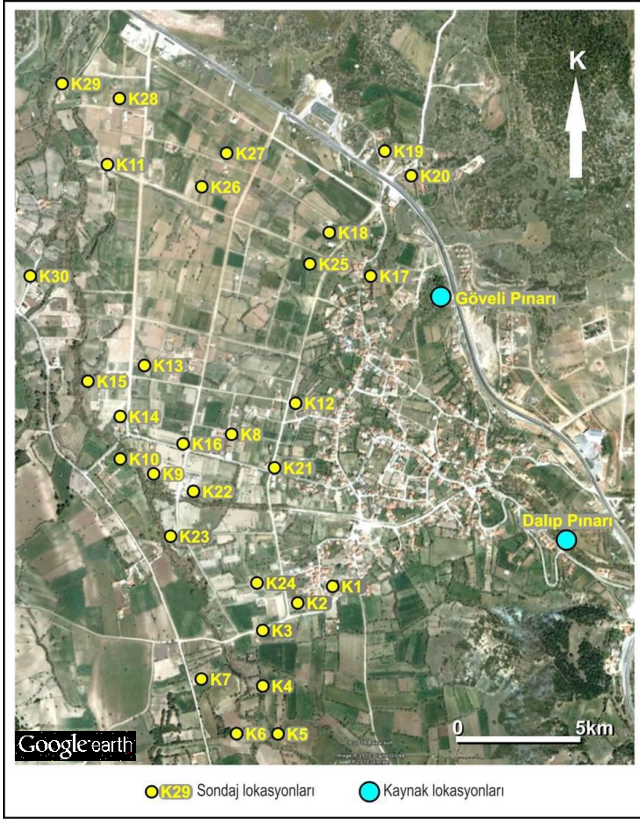 K
K29
K28
K27
K19
K11
K20
K26
K18
K25
K30
K17
Göveli Pınarı
K13
K15
K12
K14
K8
K16
K10
K21
K9
K22
K23
Dalıp Pınarı
K24
K1
K2
K3
K7
K4
K6
K5
0 5km
Google earth
K29 Sondaj lokasyonları
Kaynak lokasyonları